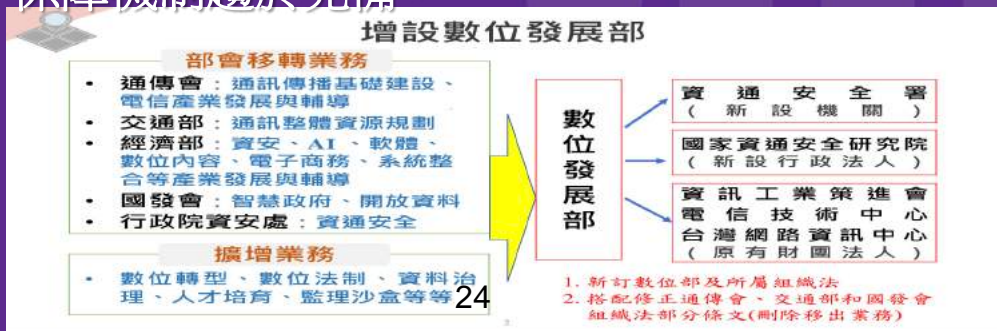 保障機制趨於完備
增設數位發展部
部會移轉業務
• 通傳會：通訊傳播基礎建設、
電信產業發展與輔導
• 交通部：通訊整體資源規劃
• 經濟部：資安、AI、軟體、
數位內容、電子商務、系統整
合等產業發展與輔導
• 國發會：智慧政府、開放資料
• 行政院資安處：資通安全
擴增業務
• 數位轉型、數位法制、資料治
理、人才培育、監理沙盒等等
24
數
位
發
展
部
資通安全署
(新設機關)
國家資通安全研究院
(新設行政法人)
資訊工業策進會
電信技術中心
台灣網路資訊中心
(原有財團法人)
1. 新訂數位部及所屬組織法
2. 搭配修正通傳會、交通部和國發會
組織法部分條文(刪除移出業務)
3